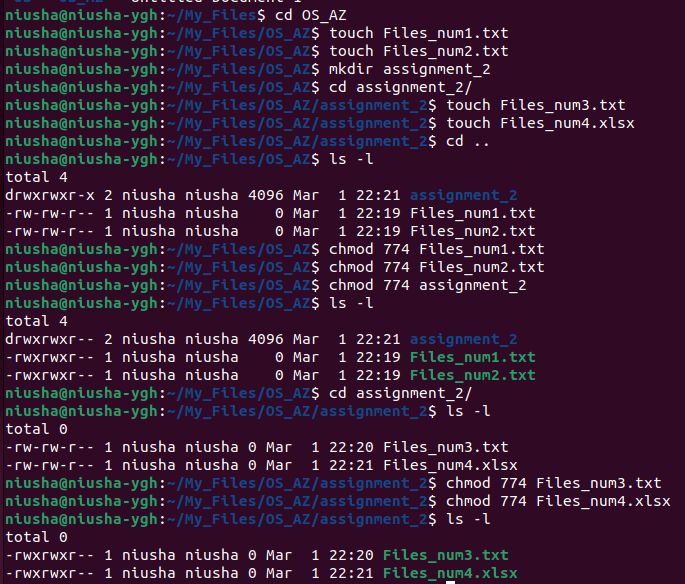 niusha@niusha-ygh:~/My_Files$ cd OS_AZ
niusha@niusha-ygh:~/My_Files/OS_AZ$ touch Files_num1.txt
niusha@niusha-ygh:~/My_Files/OS_AZ$ touch Files_num2.txt
niusha@niusha-ygh:~/My_Files/OS_AZ$ mkdir assignment_2
niusha@niusha-ygh:~/My_Files/OS_AZ$ cd assignment_2/
niusha@niusha-ygh:~/My_Files/OS_AZ/assignment_2$ touch Files_num3.txt
niusha@niusha-ygh:~/My_Files/OS_AZ/assignment_2$ touch Files_num4.xlsx
niusha@niusha-ygh:~/My_Files/OS_AZ/assignment_2$ cd ..
niusha@niusha-ygh:~/My_Files/OS_AZ$ ls -l
total 4
drwxrwxr-x 2 niusha niusha 4096 Mar  1 22:21 assignment_2
-rw-rw-r-- 1 niusha niusha    0 Mar  1 22:19 Files_num1.txt
-rw-rw-r-- 1 niusha niusha    0 Mar  1 22:19 Files_num2.txt
niusha@niusha-ygh:~/My_Files/OS_AZ$ chmod 774 Files_num1.txt
niusha@niusha-ygh:~/My_Files/OS_AZ$ chmod 774 Files_num2.txt
niusha@niusha-ygh:~/My_Files/OS_AZ$ chmod 774 assignment_2
niusha@niusha-ygh:~/My_Files/OS_AZ$ ls -l
total 4
drwxrwxr-- 2 niusha niusha 4096 Mar  1 22:21 assignment_2
-rwxrwxr-- 1 niusha niusha    0 Mar  1 22:19 Files_num1.txt
-rwxrwxr-- 1 niusha niusha    0 Mar  1 22:19 Files_num2.txt
niusha@niusha-ygh:~/My_Files/OS_AZ$ cd assignment_2/
niusha@niusha-ygh:~/My_Files/OS_AZ/assignment_2$ ls -l
total 0
-rw-rw-r-- 1 niusha niusha 0 Mar  1 22:20 Files_num3.txt
-rw-rw-r-- 1 niusha niusha 0 Mar  1 22:21 Files_num4.xlsx
niusha@niusha-ygh:~/My_Files/OS_AZ/assignment_2$ chmod 774 Files_num3.txt
niusha@niusha-ygh:~/My_Files/OS_AZ/assignment_2$ chmod 774 Files_num4.xlsx
niusha@niusha-ygh:~/My_Files/OS_AZ/assignment_2$ ls -l
total 0
-rwxrwxr-- 1 niusha niusha 0 Mar  1 22:20 Files_num3.txt
-rwxrwxr-- 1 niusha niusha 0 Mar  1 22:21 Files_num4.xlsx